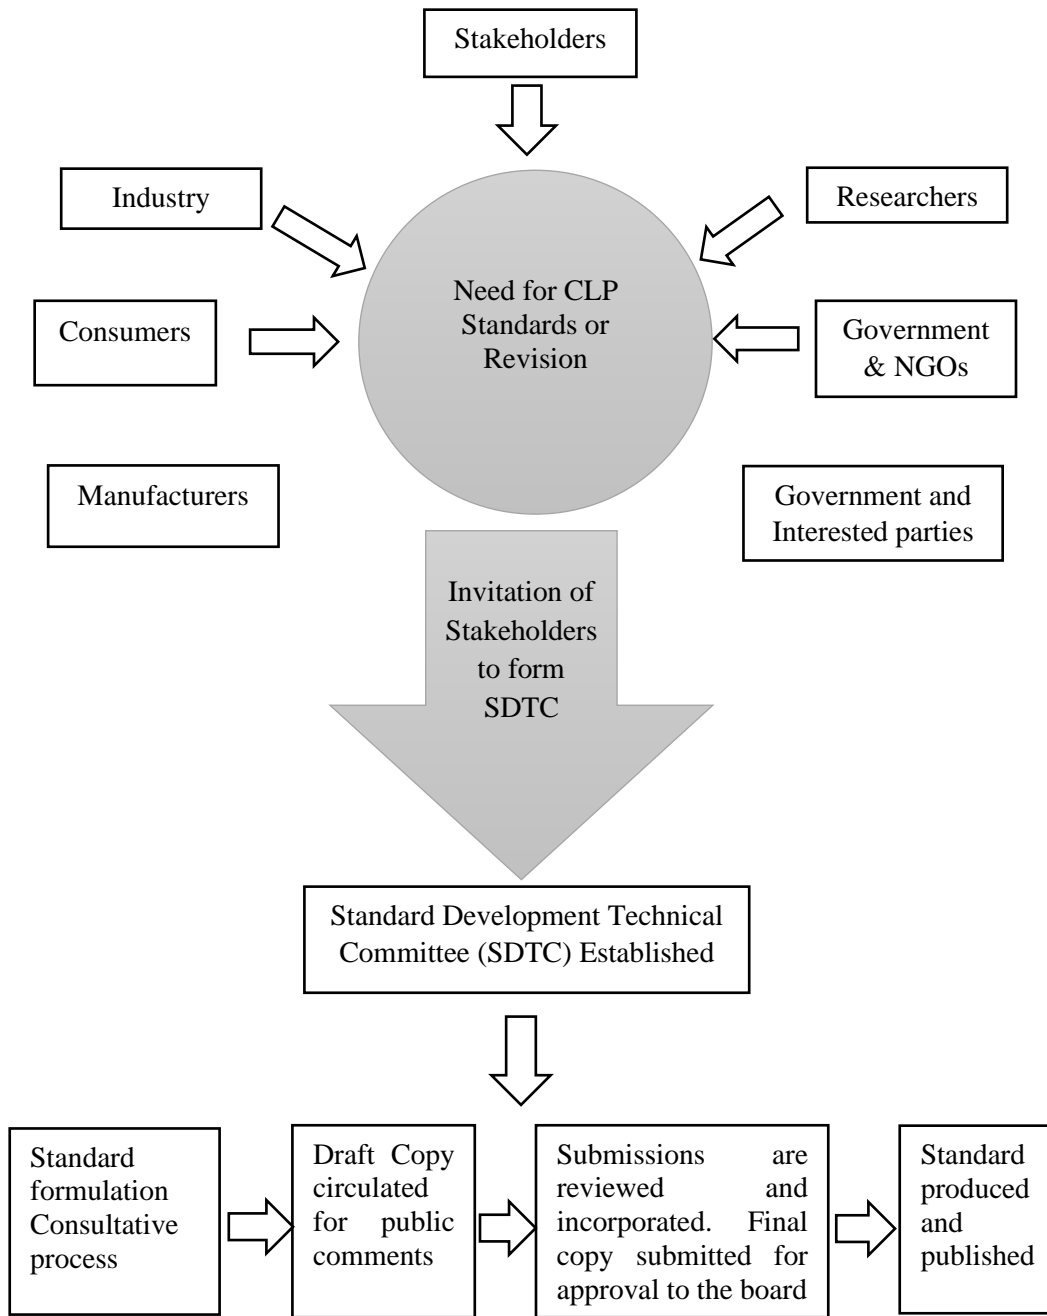 Stakeholders
Industry
Researchers
Need for CLP
Standards or
Revision
Consumers
Government
& NGOs
Manufacturers
Government and
Interested parties
Invitation of
Stakeholders
to form
SDTC
Standard Development Technical
Committee (SDTC) Established
Standard
formulation
Consultative
process
Draft Copy
circulated
for public
comments
Submissions are
reviewed and
incorporated. Final
copy submitted for
approval to the board
Standard
produced
and
published